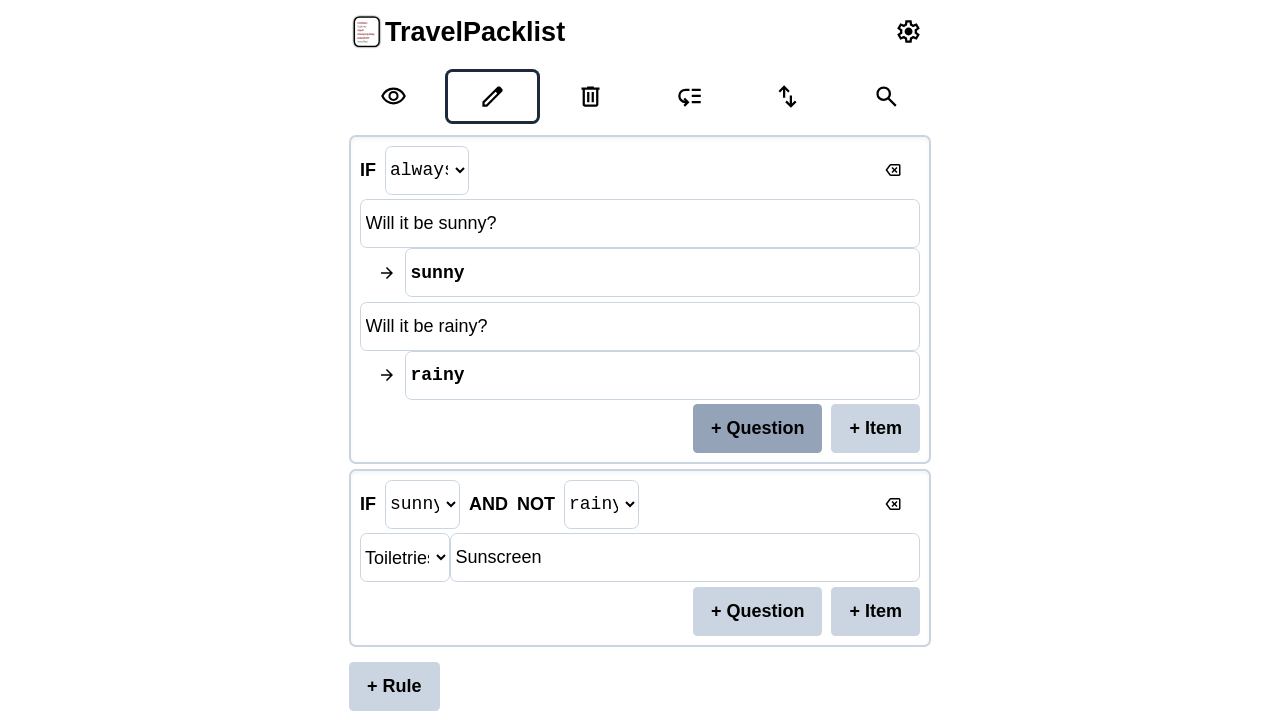 TravelPacklist
IF always
Will it be sunny?
→ sunny
Will it be rainy?
→ rainy
+ Question + Item
IF sunny AND NOT rainy
Toiletries Sunscreen
+ Question + Item
+ Rule